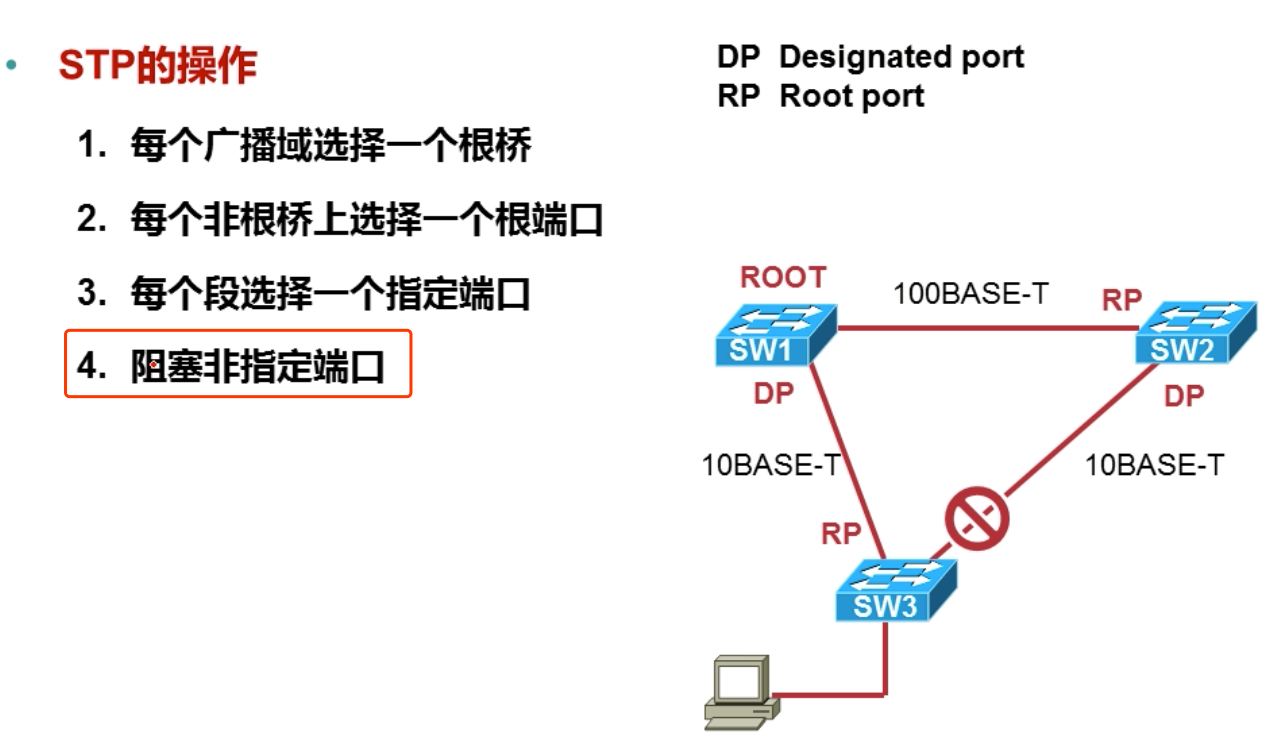 • STP的操作
1. 每个广播域选择一个根桥
2. 每个非根桥上选择一个根端口
3. 每个段选择一个指定端口
4. 阻塞非指定端口
DP Designated port
RP Root port
ROOT
100BASE-T
RP
SW1
SW2
DP
DP
10BASE-T
10BASE-T
RP
SW3